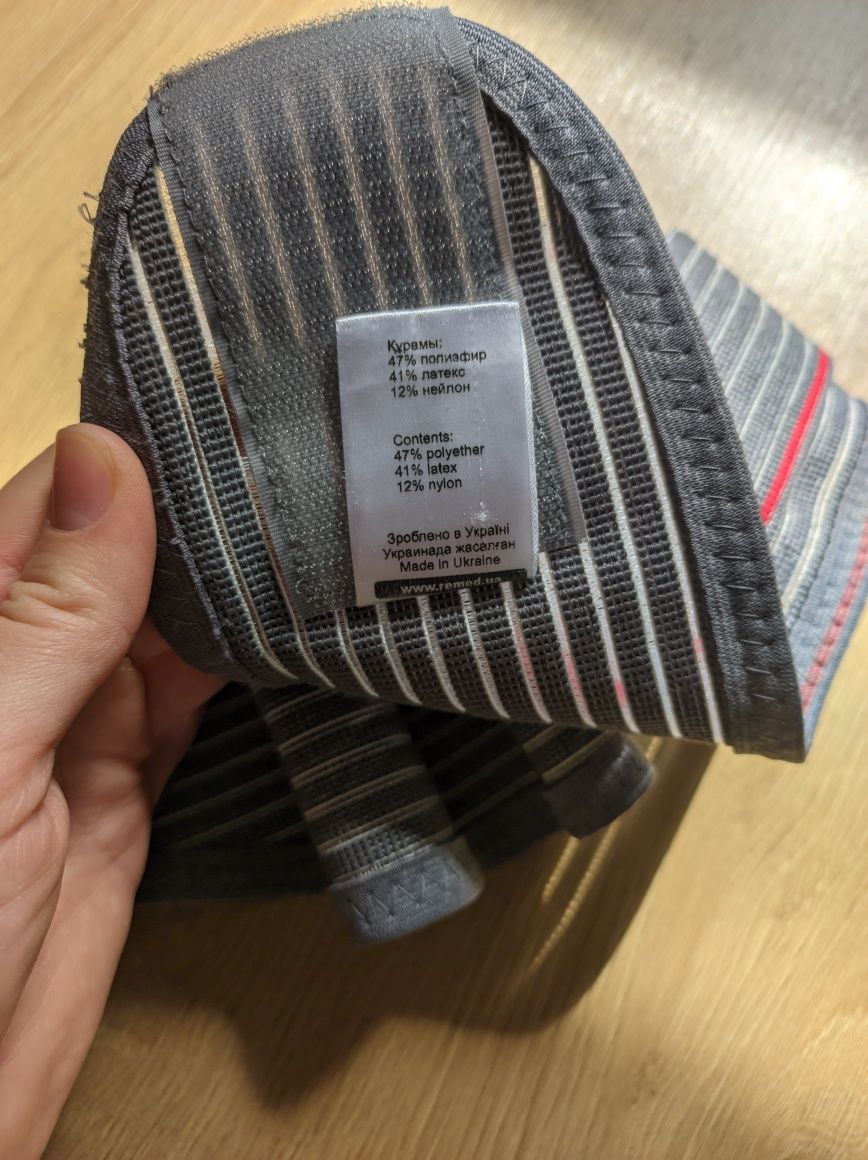 Құрамы:
47% полиэфир
41% латекс
12% нейлон
Contents:
47% polyether
41% latex
12% nylon
Зроблено в Україні
Украинада жасалған
Made in Ukraine
www.remed.ua